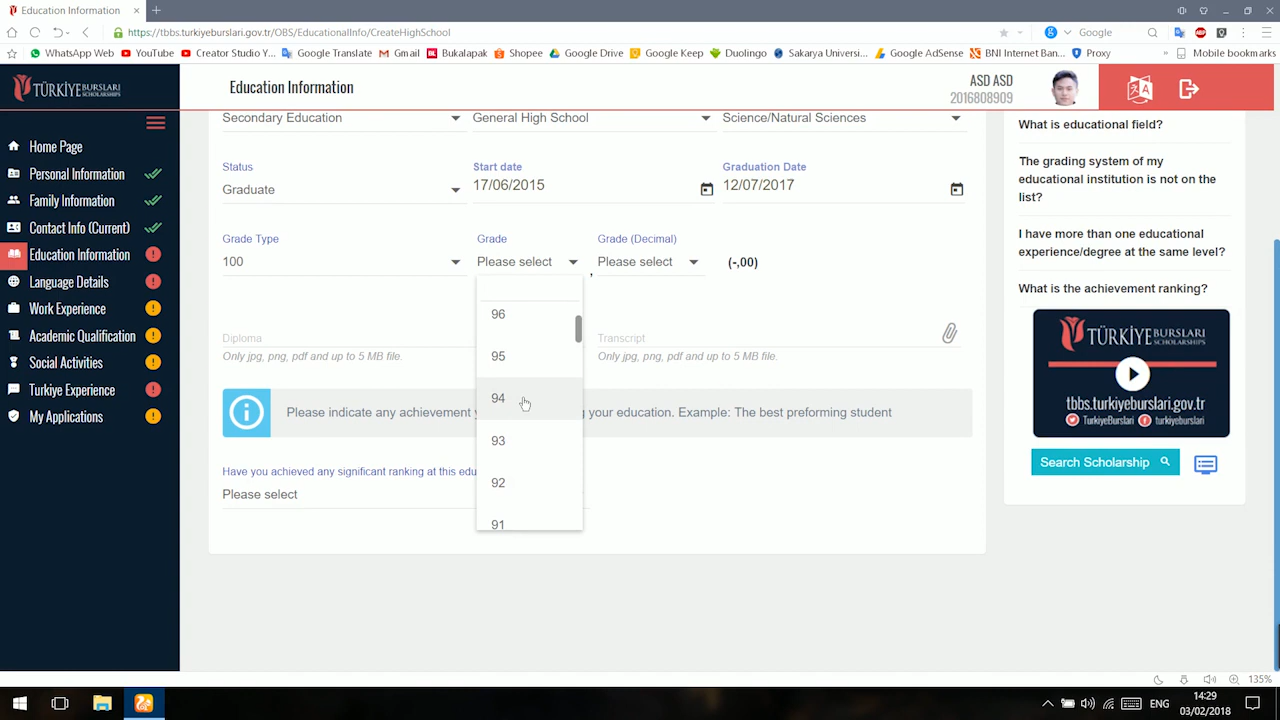 Education Information
https://tbbs.turkiyeburslari.gov.tr/OBS/EducationalInfo/CreateHighSchool
Google
WhatsApp Web
YouTube
Creator Studio Y...
Google Translate
Gmail
Bukalapak
Shopee
Google Drive
Google Keep
Duolingo
Sakarya Universi...
Google AdSense
BNI Internet Ban...
Proxy
Mobile bookmarks
TÜRKİYE BURSLARI
SCHOLARSHIPS
Education Information
ASD ASD
2016808909
Home Page
Personal Information
Family Information
Contact Info (Current)
Education Information
Language Details
Work Experience
Academic Qualification
Social Activities
Turkiye Experience
My Applications
Secondary Education
General High School
Science/Natural Sciences
Status
Graduate
Start date
17/06/2015
Graduation Date
12/07/2017
Grade Type
100
Grade
Please select
,
Grade (Decimal)
Please select
(-,00)
96
95
94
93
92
91
Diploma
Only jpg, png, pdf and up to 5 MB file.
Transcript
Only jpg, png, pdf and up to 5 MB file.
Please indicate any achievement y
g your education. Example: The best preforming student
Have you achieved any significant ranking at this edu
Please select
What is educational field?
The grading system of my
educational institution is not on the
list?
I have more than one educational
experience/degree at the same level?
What is the achievement ranking?
TÜRKİYE BURSLARI
SCHOLARSHIPS
tbbs.turkiyeburslari.gov.tr
TurkiyeBurslari
turkiyeburslari
Search Scholarship
135%
ENG
14:29
03/02/2018